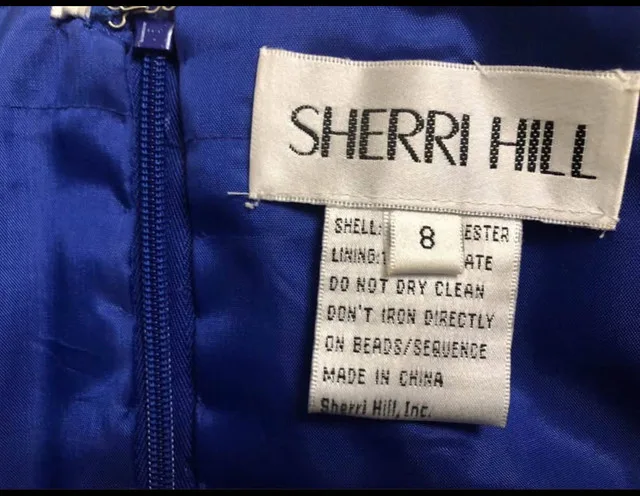 SHERRI HILL
8
SHELL: ESTER
LINING: ATE
DO NOT DRY CLEAN
DON'T IRON DIRECTLY
ON BEADS/SEQUENCE
MADE IN CHINA
Sherri Hill, Inc.